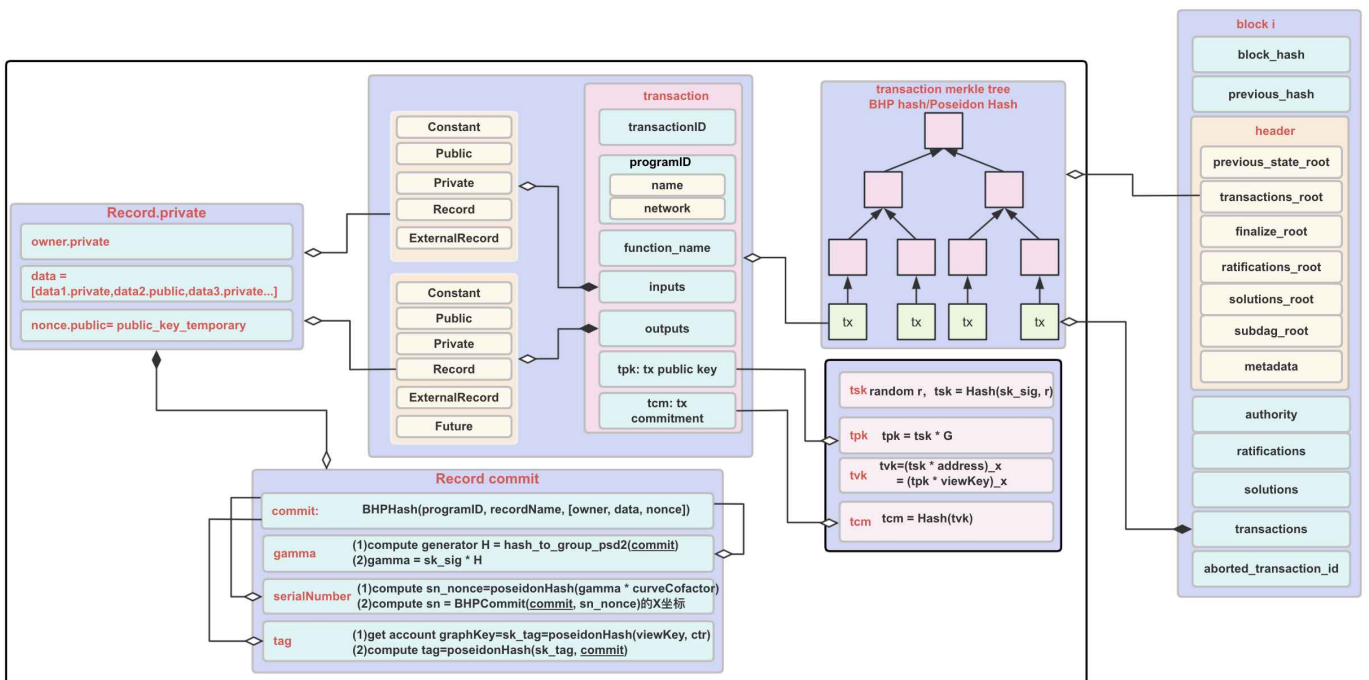 block i
block_hash
previous_hash
header
previous_state_root
transactions_root
finalize_root
ratifications_root
solutions_root
subdag_root
metadata
authority
ratifications
solutions
transactions
aborted_transaction_id
transaction merkle tree
BHP hash/Poseidon Hash
tx
tx
tx
tx
transaction
transactionID
programID
name
network
function_name
inputs
outputs
tpk: tx public key
tcm: tx
commitment
Constant
Public
Private
Record
ExternalRecord
Constant
Public
Private
Record
ExternalRecord
Future
Record.private
owner.private
data =
[data1.private,data2.public,data3.private...]
nonce.public= public_key_temporary
tsk random r, tsk = Hash(sk_sig, r)
tpk tpk = tsk * G
tvk tvk=(tsk * address)_x
= (tpk * viewKey)_x
tcm tcm = Hash(tvk)
Record commit
commit: BHPHash(programID, recordName, [owner, data, nonce])
gamma (1)compute generator H = hash_to_group_psd2(commit)
(2)gamma = sk_sig * H
serialNumber (1)compute sn_nonce=poseidonHash(gamma * curveCofactor)
(2)compute sn = BHPCommit(commit, sn_nonce)的X坐标
tag (1)get account graphKey=sk_tag=poseidonHash(viewKey, ctr)
(2)compute tag=poseidonHash(sk_tag, commit)